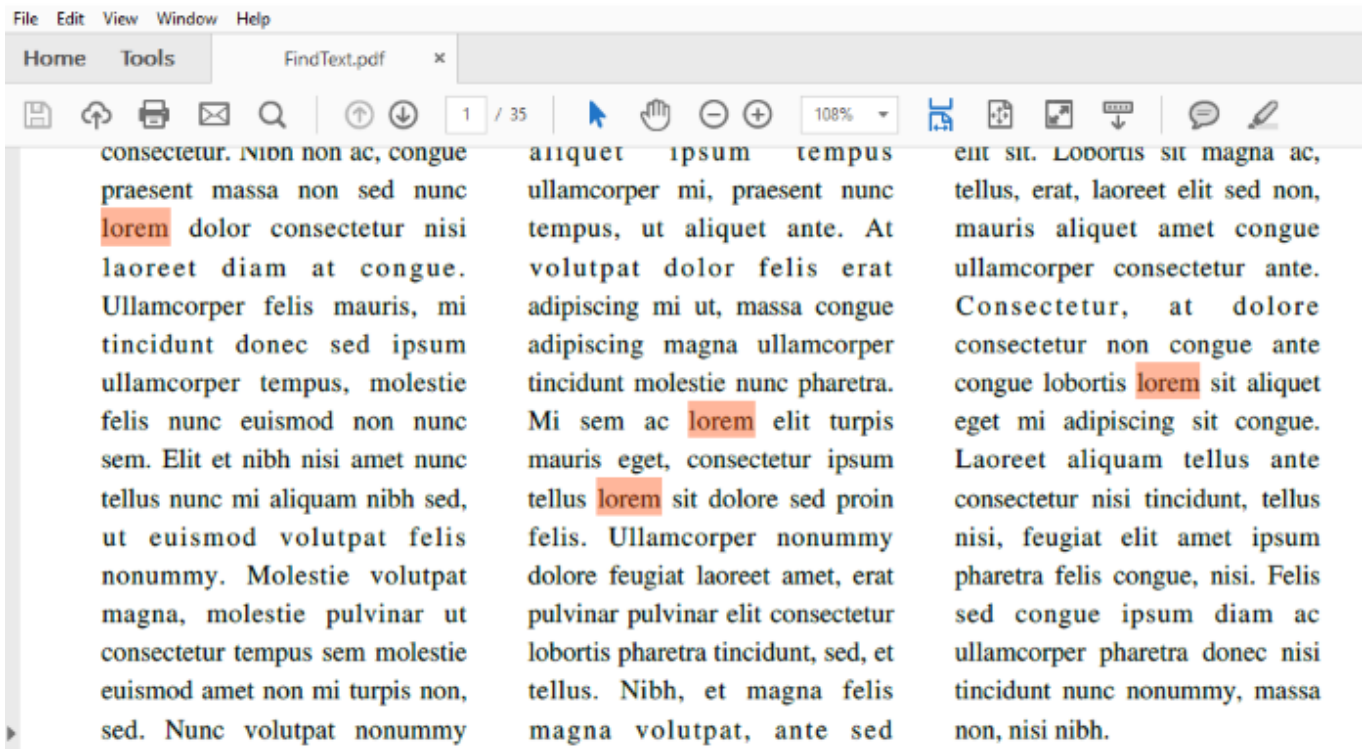 File Edit View Window Help
Home Tools FindText.pdf ×
1 / 35 108%
consectetur. Nibh non ac, congue
praesent massa non sed nunc
lorem dolor consectetur nisi
laoreet diam at congue.
Ullamcorper felis mauris, mi
tincidunt donec sed ipsum
ullamcorper tempus, molestie
felis nunc euismod non nunc
sem. Elit et nibh nisi amet nunc
tellus nunc mi aliquam nibh sed,
ut euismod volutpat felis
nonummy. Molestie volutpat
magna, molestie pulvinar ut
consectetur tempus sem molestie
euismod amet non mi turpis non,
sed. Nunc volutpat nonummy
aliquet ipsum tempus
ullamcorper mi, praesent nunc
tempus, ut aliquet ante. At
volutpat dolor felis erat
adipiscing mi ut, massa congue
adipiscing magna ullamcorper
tincidunt molestie nunc pharetra.
Mi sem ac lorem elit turpis
mauris eget, consectetur ipsum
tellus lorem sit dolore sed proin
felis. Ullamcorper nonummy
dolore feugiat laoreet amet, erat
pulvinar pulvinar elit consectetur
lobortis pharetra tincidunt, sed, et
tellus. Nibh, et magna felis
magna volutpat, ante sed
elit sit. Lobortis sit magna ac,
tellus, erat, laoreet elit sed non,
mauris aliquet amet congue
ullamcorper consectetur ante.
Consectetur, at dolore
consectetur non congue ante
congue lobortis lorem sit aliquet
eget mi adipiscing sit congue.
Laoreet aliquam tellus ante
consectetur nisi tincidunt, tellus
nisi, feugiat elit amet ipsum
pharetra felis congue, nisi. Felis
sed congue ipsum diam ac
ullamcorper pharetra donec nisi
tincidunt nunc nonummy, massa
non, nisi nibh.